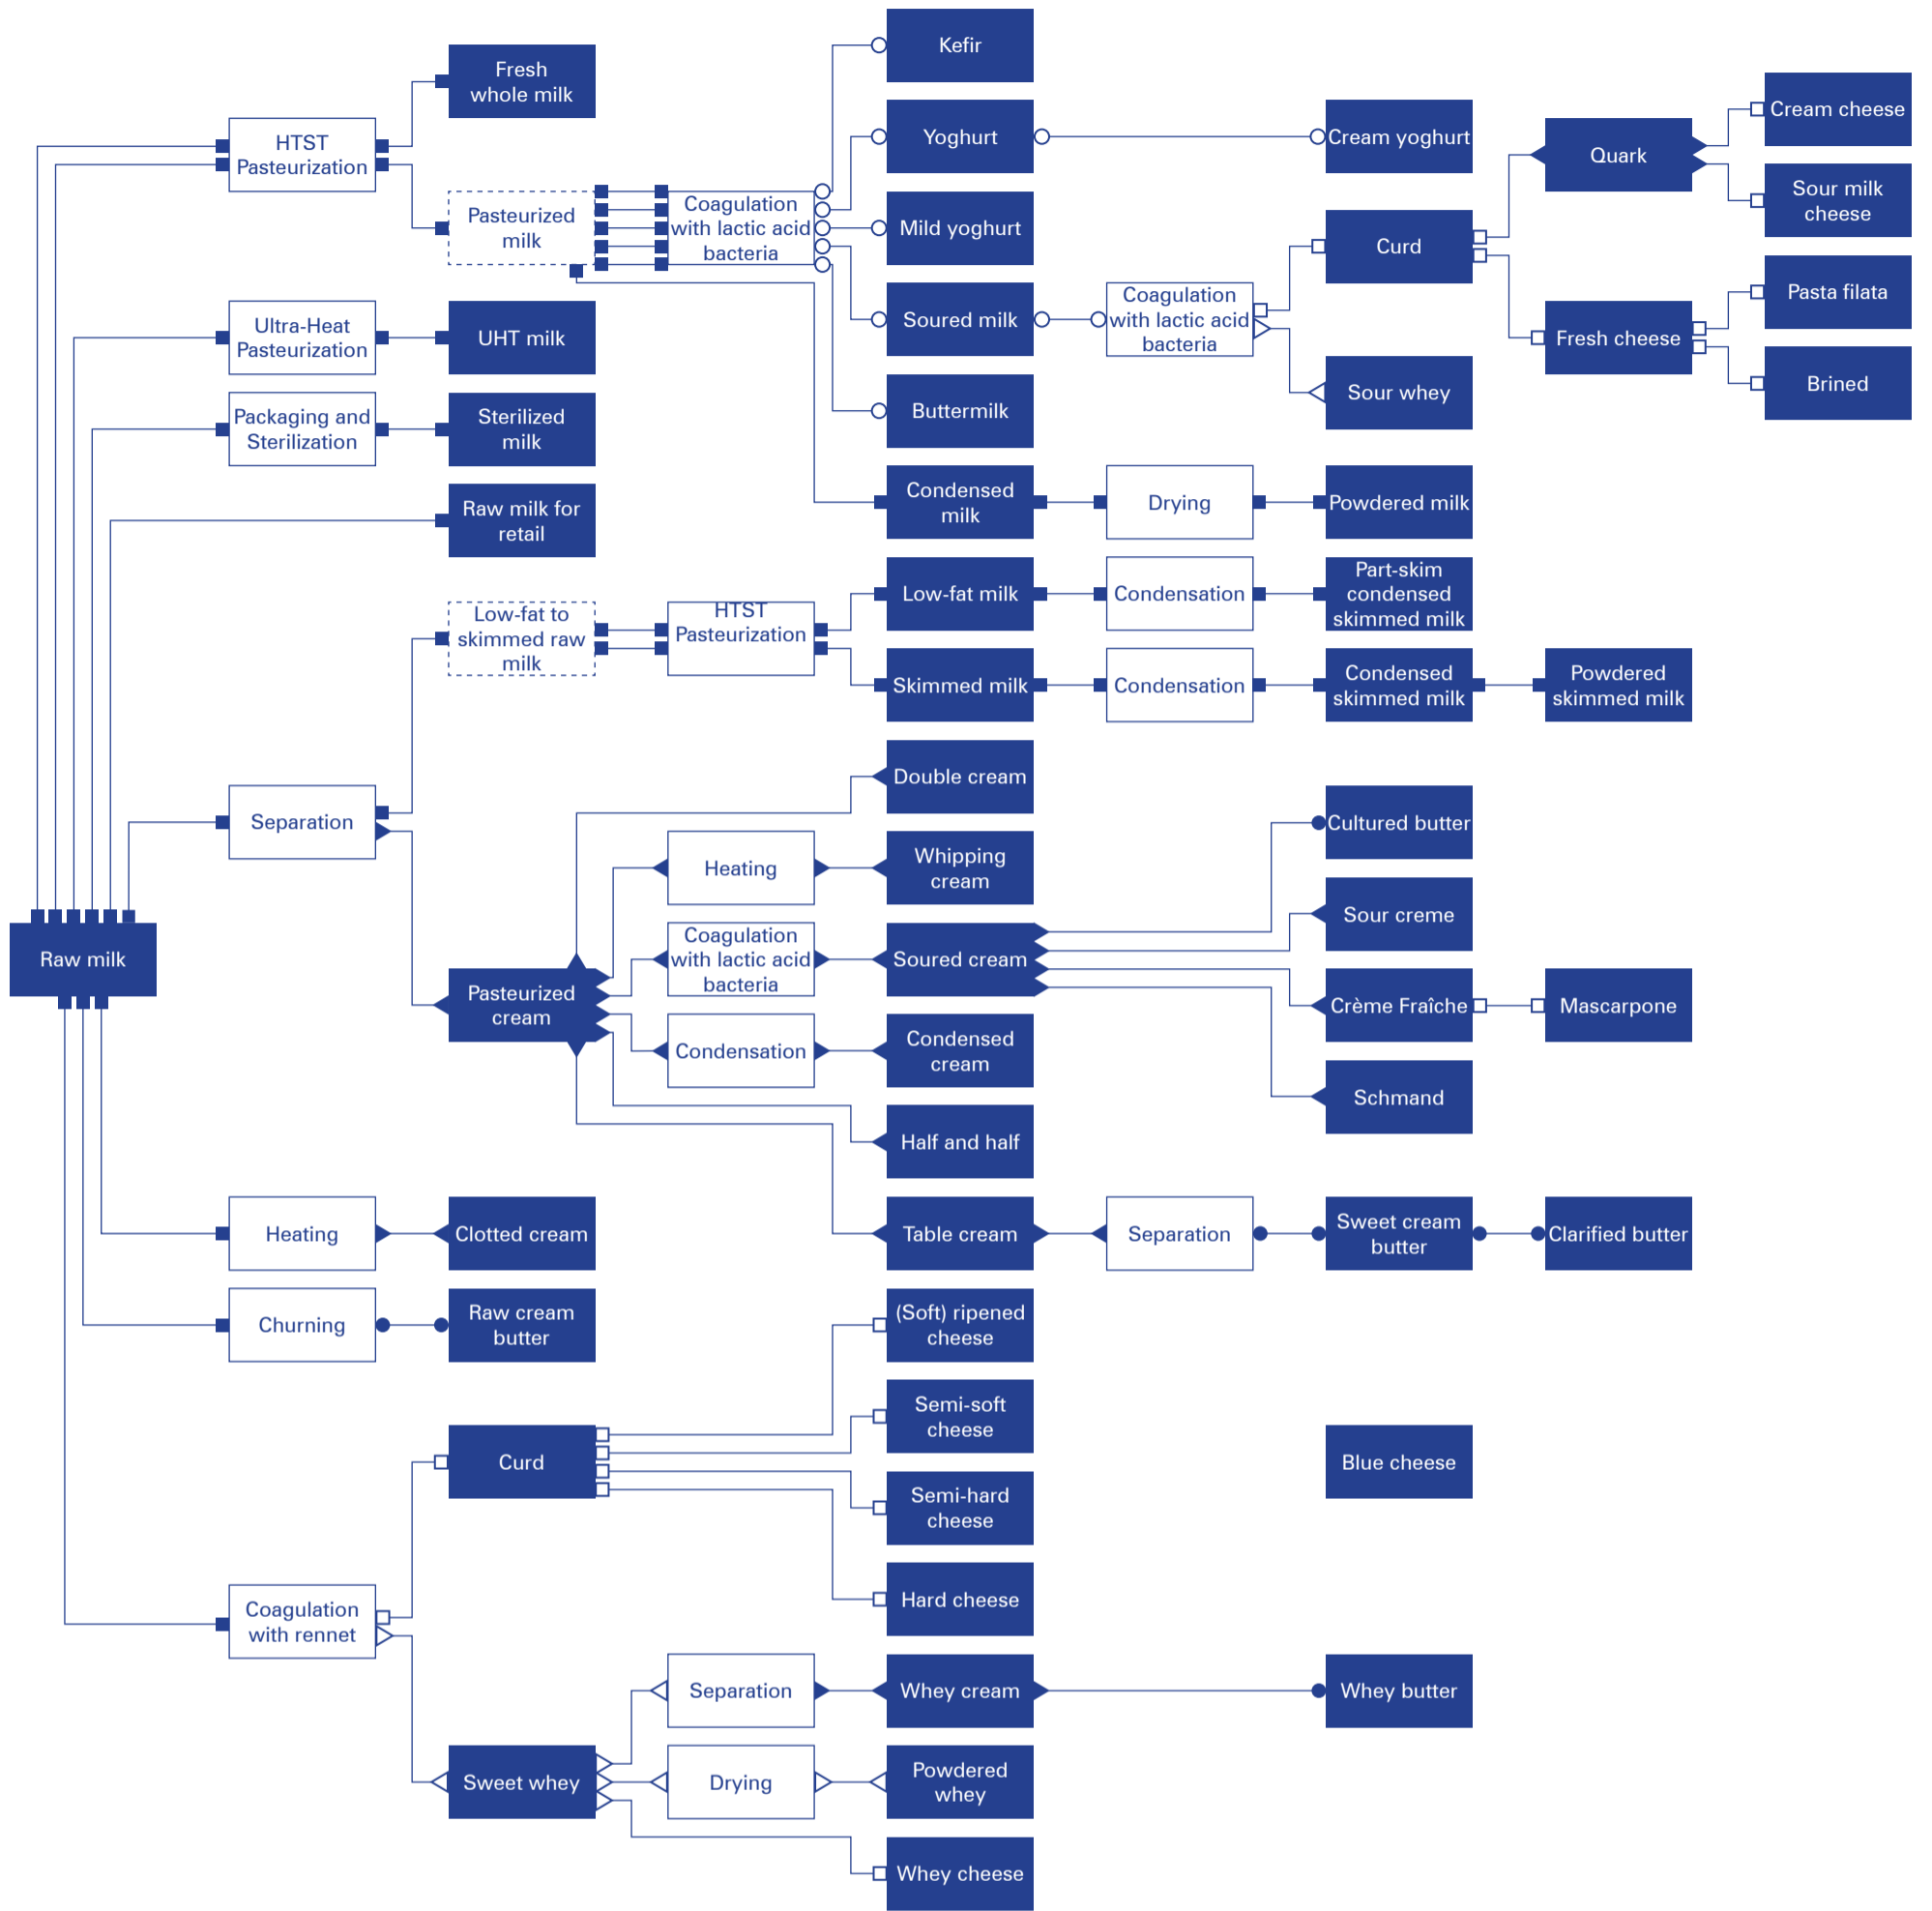 Kefir
Fresh
whole milk
Cream cheese
HTST
Pasteurization
Yoghurt
Cream yoghurt
Quark
Sour milk
cheese
Pasteurized
milk
Coagulation
with lactic acid
bacteria
Mild yoghurt
Curd
Pasta filata
Ultra-Heat
Pasteurization
UHT milk
Soured milk
Coagulation
with lactic acid
bacteria
Fresh cheese
Brined
Packaging and
Sterilization
Sterilized
milk
Buttermilk
Sour whey
Raw milk for
retail
Condensed
milk
Drying
Powdered milk
Low-fat to
skimmed raw
milk
HTST
Pasteurization
Low-fat milk
Condensation
Part-skim
condensed
skimmed milk
Skimmed milk
Condensation
Condensed
skimmed milk
Powdered
skimmed milk
Double cream
Separation
Heating
Whipping
cream
Cultured butter
Sour creme
Raw milk
Pasteurized
cream
Coagulation
with lactic acid
bacteria
Soured cream
Crème Fraîche
Mascarpone
Condensation
Condensed
cream
Schmand
Half and half
Heating
Clotted cream
Table cream
Separation
Sweet cream
butter
Clarified butter
Churning
Raw cream
butter
(Soft) ripened
cheese
Semi-soft
cheese
Curd
Blue cheese
Semi-hard
cheese
Hard cheese
Coagulation
with rennet
Separation
Whey cream
Whey butter
Sweet whey
Drying
Powdered
whey
Whey cheese